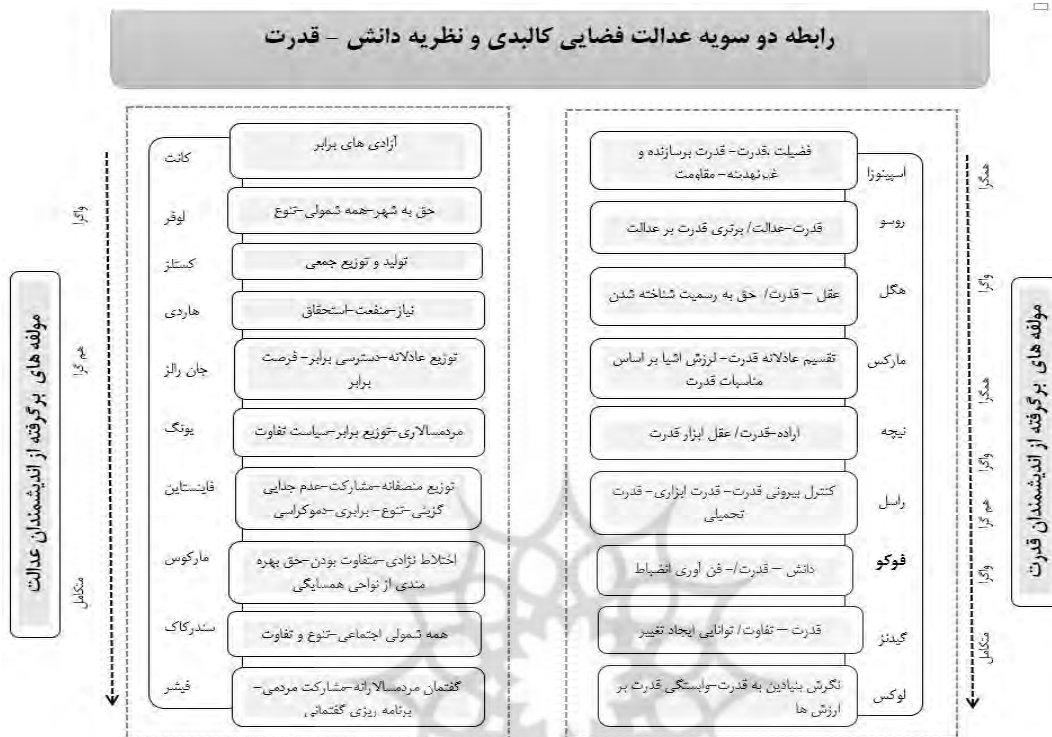 رابطه دو سویه عدالت فضایی کالبدی و نظریه دانش – قدرت
مولفه های برگرفته از اندیشمندان قدرت
همگرا
واگرا
همگرا
واگرا
هم گرا
واگرا
متکامل
اسپینوزا
فضیلت ،قدرت- قدرت برسازنده و
غیرنهدینه- مقاومت
روسو
قدرت-عدالت/ برتری قدرت بر عدالت
هگل
عقل – قدرت/ حق به رسمیت شناخته شدن
مارکس
تقسیم عادلانه قدرت- لرزش اشیا بر اساس
مناسبات قدرت
نیچه
اراده-قدرت/ عقل ابزار قدرت
راسل
کنترل بیرونی قدرت- قدرت ابزاری- قدرت
تحمیلی
فوکو
دانش – قدرت/- فن آوری انضباط
گیدنز
قدرت – تفاوت/ توانایی ایجاد تغییر
لوکس
نگرش بنیادین به قدرت-وابستگی قدرت بر
ارزش ها
آزادی های برابر
کانت
حق به شهر-همه شمولی-تنوع
لوفر
تولید و توزیع جمعی
کستلز
نیاز-منفعت-استحقاق
هاردی
توزیع عادلانه-دسترسی برابر- فرصت
برابر
جان رالز
مردمسالاری-توزیع برابر-سیاست تفاوت
یونگ
توزیع منصفانه-مشارکت-عدم جدایی
گزینی-تنوع- برابری-دموکراسی
فاینستاین
اختلاط نژادی-متفاوت بودن-حق بهره
مندی از نواحی همسایگی
مارکوس
همه شمولی اجتماعی-تنوع و تفاوت
سندرکاک
گفتمان مردمسالارانه-مشارکت مردمی-
برنامه ریزی گفتمانی
فیشر
واگرا
هم گرا
متکامل
مولفه های برگرفته از اندیشمندان عدالت